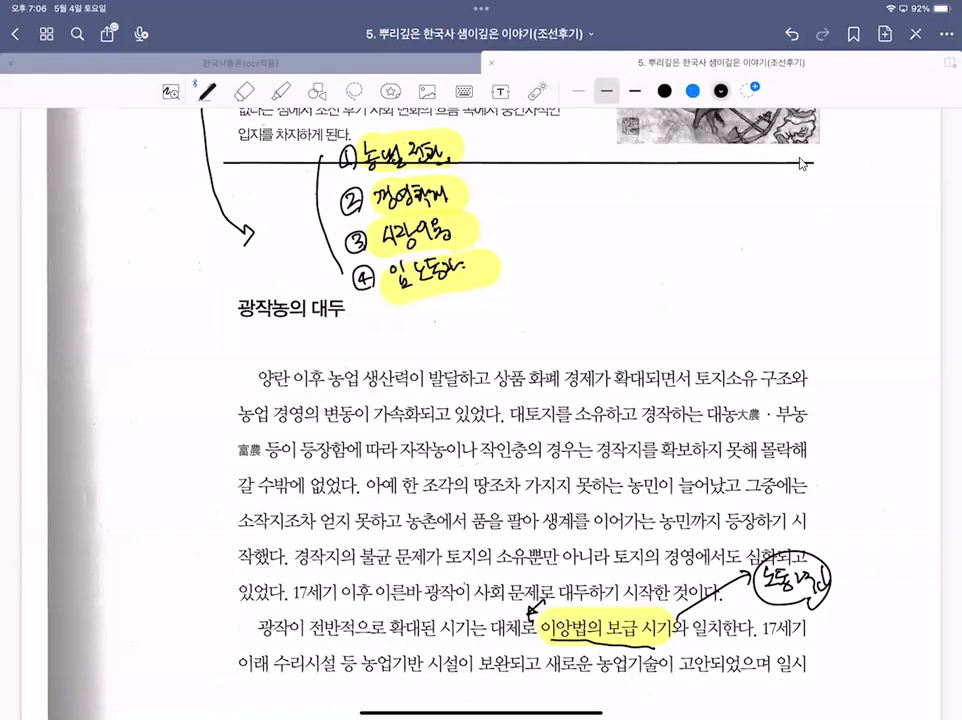 오후 7:06 5월 4일 토요일
92%
5. 뿌리깊은 한국사 샘이깊은 이야기(조선후기)
한국사통론(ocr적용)
5. 뿌리깊은 한국사 샘이깊은 이야기(조선후기)
입지를 차지하게 된다.
①
② 경영확대
③ 시장이용
④ 임노동자
광작농의 대두
양란 이후 농업 생산력이 발달하고 상품 화폐 경제가 확대되면서 토지소유 구조와
농업 경영의 변동이 가속화되고 있었다. 대토지를 소유하고 경작하는 대농大農·부농
富農 등이 등장함에 따라 자작농이나 작인층의 경우는 경작지를 확보하지 못해 몰락해
갈 수밖에 없었다. 아예 한 조각의 땅조차 가지지 못하는 농민이 늘어났고 그중에는
소작지조차 얻지 못하고 농촌에서 품을 팔아 생계를 이어가는 농민까지 등장하기 시
작했다. 경작지의 불균 문제가 토지의 소유뿐만 아니라 토지의 경영에서도 심화되고
있었다. 17세기 이후 이른바 광작이 사회 문제로 대두하기 시작한 것이다.
노동력
광작이 전반적으로 확대된 시기는 대체로 이앙법의 보급 시기와 일치한다. 17세기
이래 수리시설 등 농업기반 시설이 보완되고 새로운 농업기술이 고안되었으며 일시